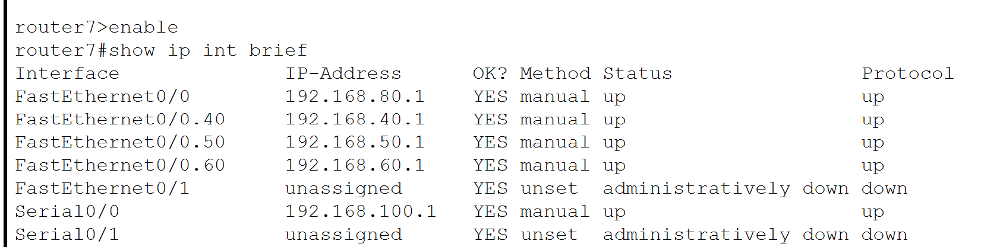 router7>enable
router7#show ip int brief
Interface IP-Address OK? Method Status Protocol
FastEthernet0/0 192.168.80.1 YES manual up up
FastEthernet0/0.40 192.168.40.1 YES manual up up
FastEthernet0/0.50 192.168.50.1 YES manual up up
FastEthernet0/0.60 192.168.60.1 YES manual up up
FastEthernet0/1 unassigned YES unset administratively down down
Serial0/0 192.168.100.1 YES manual up up
Serial0/1 unassigned YES unset administratively down down